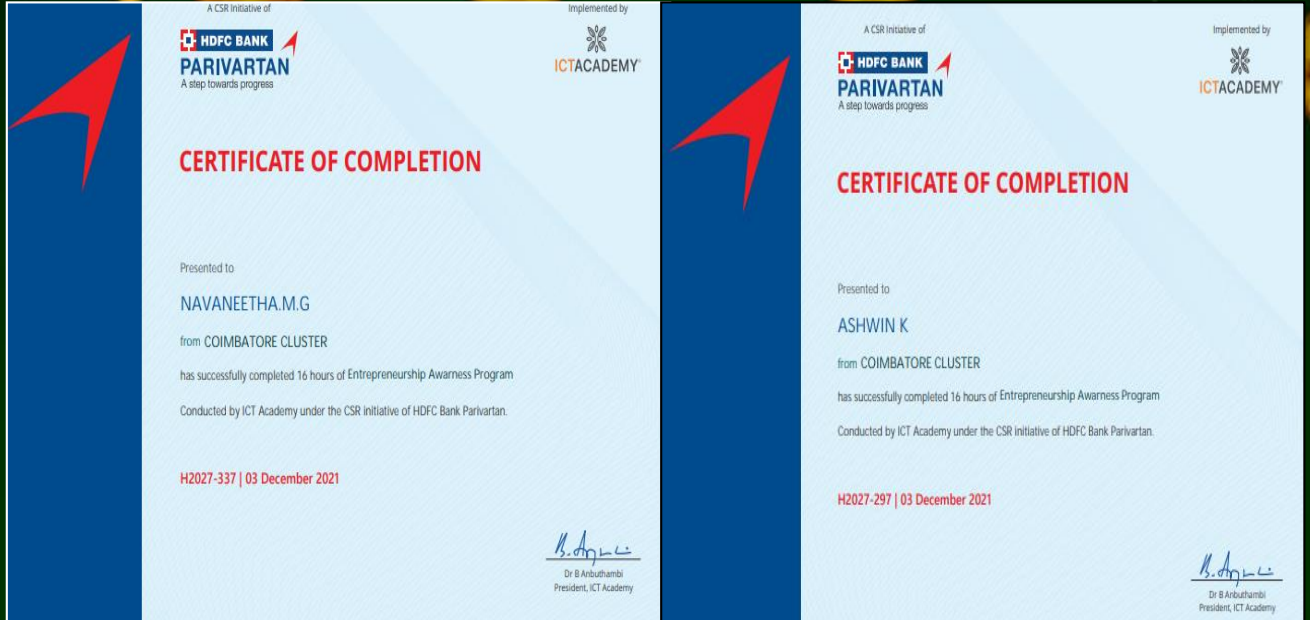 A CSR Initiative of
Implemented by
HDFC BANK
PARIVARTAN
A step towards progress
ICTACADEMY
CERTIFICATE OF COMPLETION
Presented to
NAVANEETHA.M.G
from COIMBATORE CLUSTER
has successfully completed 16 hours of Entrepreneurship Awarness Program
Conducted by ICT Academy under the CSR initiative of HDFC Bank Parivartan.
H2027-337 | 03 December 2021
Dr B Anbuthambi
President, ICT Academy
A CSR Initiative of
Implemented by
HDFC BANK
PARIVARTAN
A step towards progress
ICTACADEMY
CERTIFICATE OF COMPLETION
Presented to
ASHWIN K
from COIMBATORE CLUSTER
has successfully completed 16 hours of Entrepreneurship Awarness Program
Conducted by ICT Academy under the CSR initiative of HDFC Bank Parivartan.
H2027-297 | 03 December 2021
Dr B Anbuthambi
President, ICT Academy